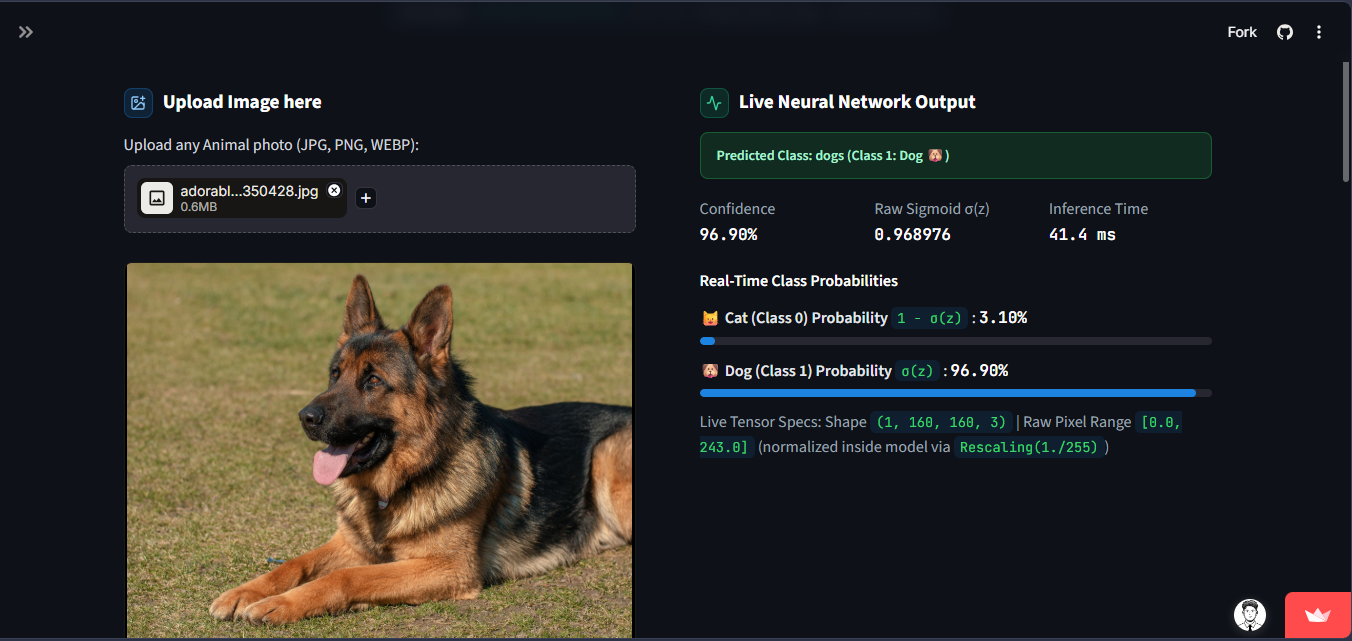 Fork
Upload Image here
Upload any Animal photo (JPG, PNG, WEBP):
adorabl...350428.jpg
0.6MB
Live Neural Network Output
Predicted Class: dogs (Class 1: Dog 🐶)
Confidence
96.90%
Raw Sigmoid σ(z)
0.968976
Inference Time
41.4 ms
Real-Time Class Probabilities
🐱 Cat (Class 0) Probability 1 - σ(z) : 3.10%
🐶 Dog (Class 1) Probability σ(z) : 96.90%
Live Tensor Specs: Shape (1, 160, 160, 3) | Raw Pixel Range [0.0,
243.0] (normalized inside model via Rescaling(1./255) )